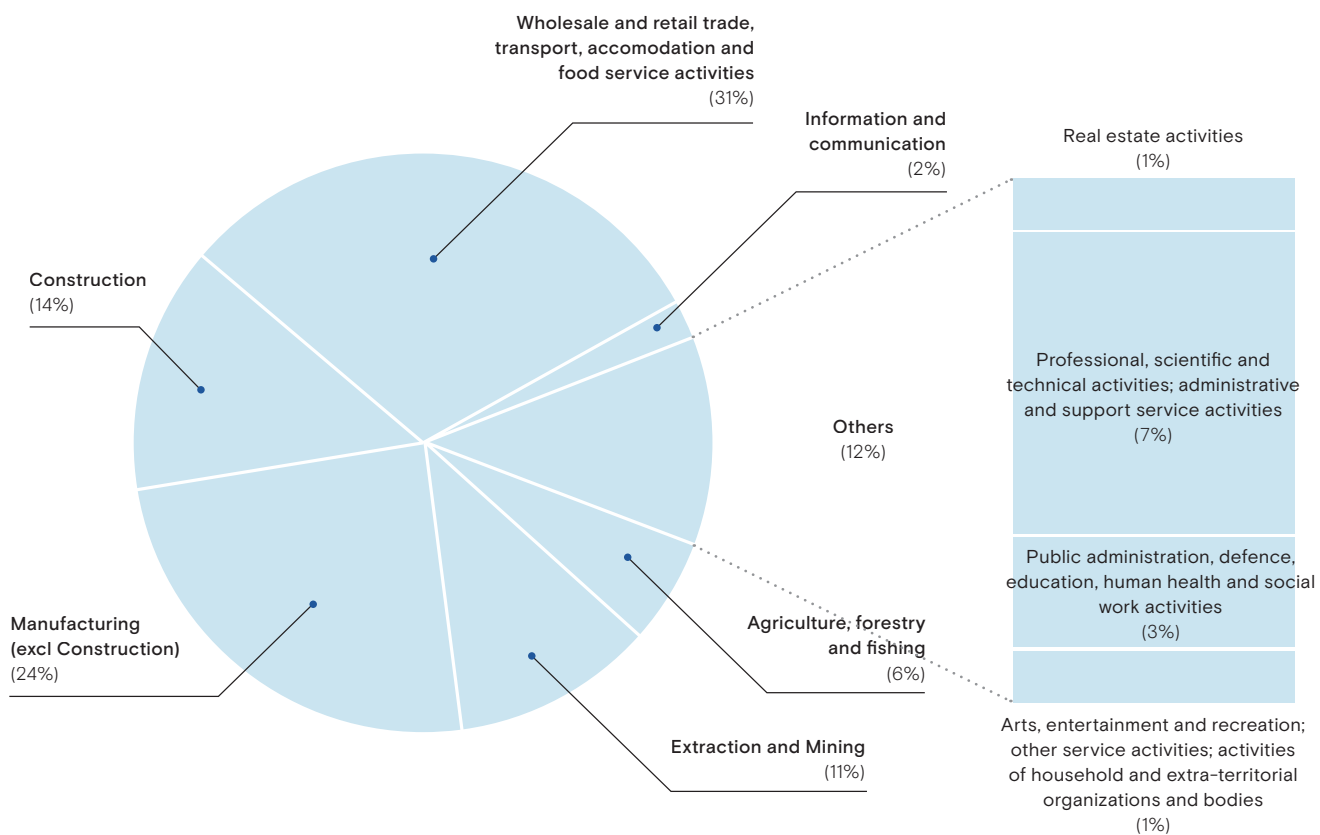 Wholesale and retail trade,
transport, accomodation and
food service activities
(31%)
Information and
communication
(2%)
Real estate activities
(1%)
Construction
(14%)
Professional, scientific and
technical activities; administrative
and support service activities
(7%)
Others
(12%)
Public administration, defence,
education, human health and social
work activities
(3%)
Manufacturing
(excl Construction)
(24%)
Agriculture, forestry
and fishing
(6%)
Extraction and Mining
(11%)
Arts, entertainment and recreation;
other service activities; activities
of household and extra-territorial
organizations and bodies
(1%)